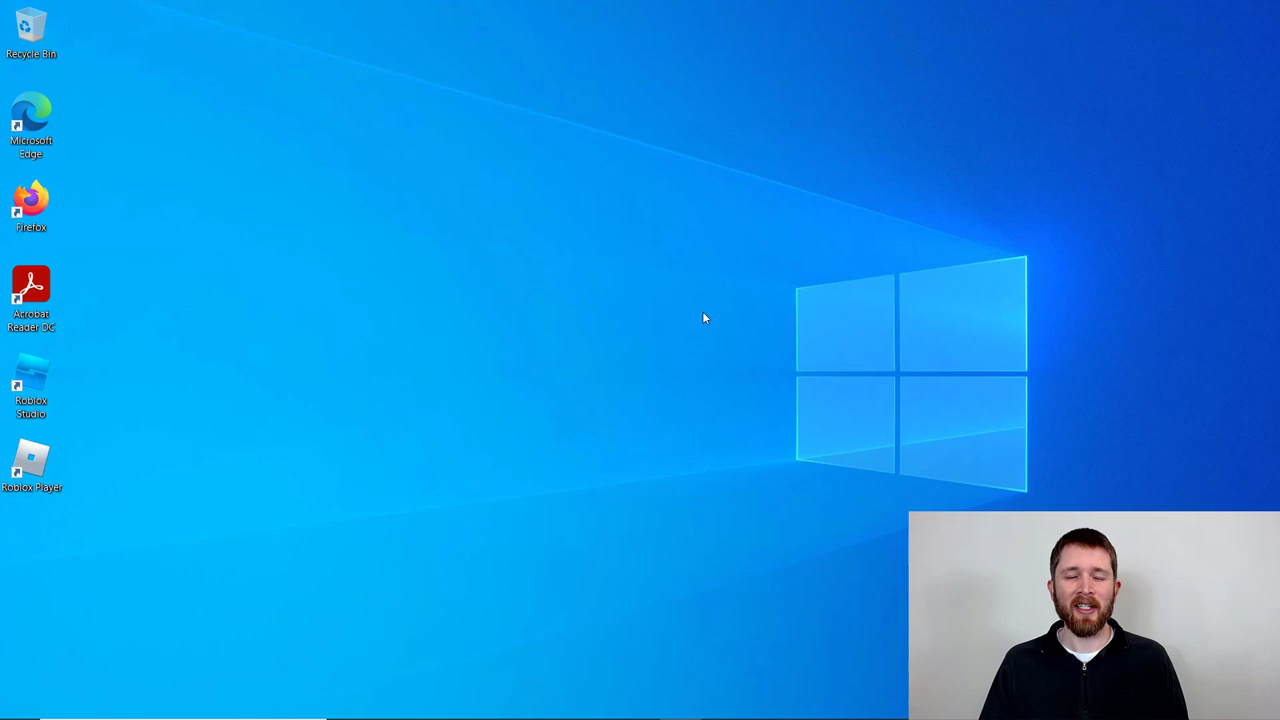 Recycle Bin
Microsoft
Edge
Firefox
Acrobat
Reader DC
Roblox
Studio
Roblox Player